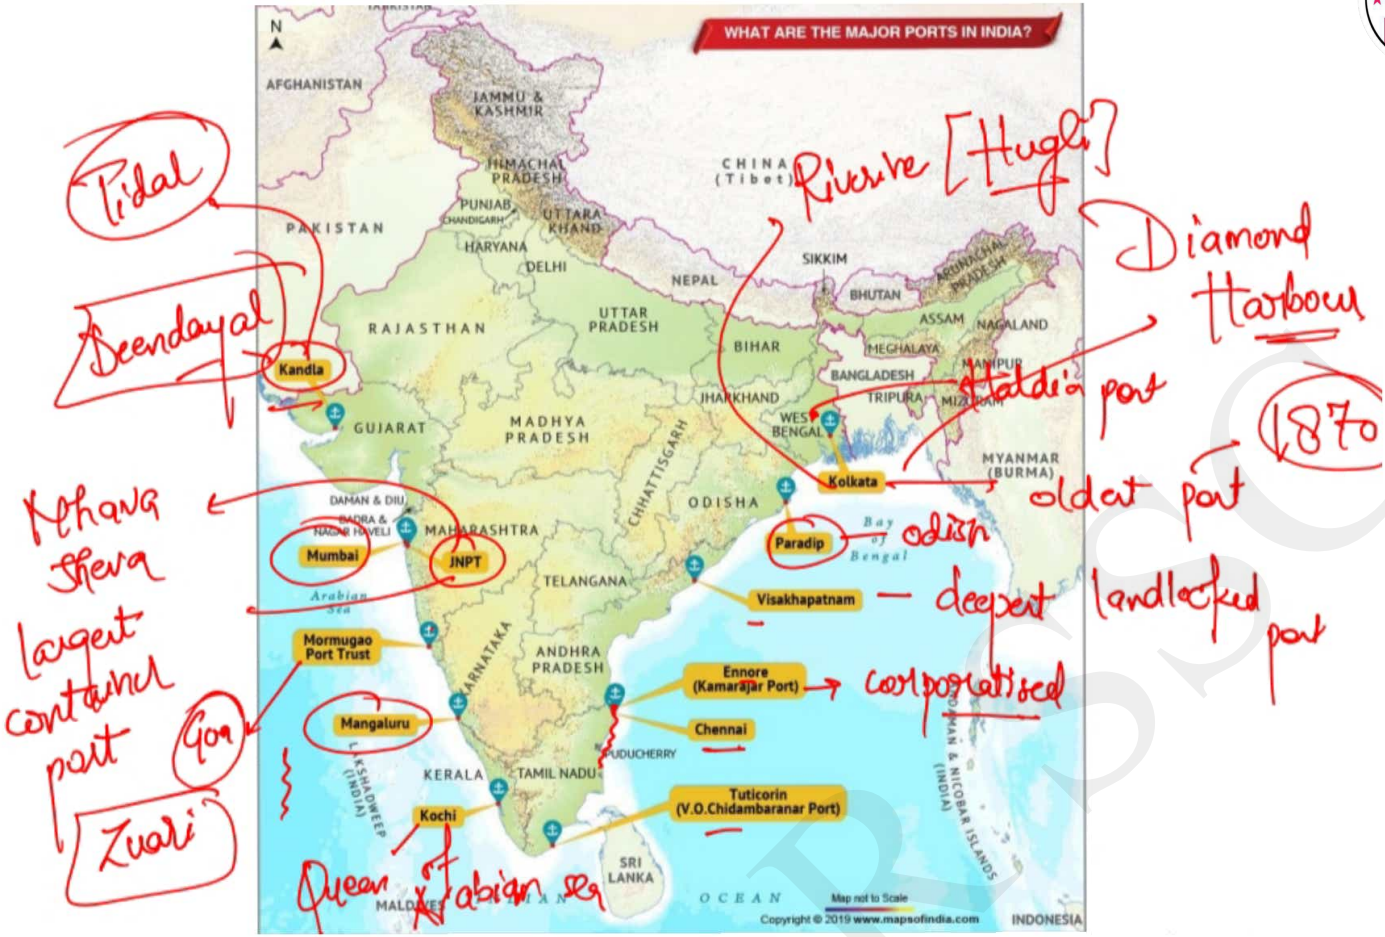 TAJIKISTAN
N
WHAT ARE THE MAJOR PORTS IN INDIA?
AFGHANISTAN
JAMMU &
KASHMIR
Tidal
CHINA
(Tibet)
Riverine [Hugli]
HIMACHAL
PRADESH
PUNJAB
CHANDIGARH
UTTARA
KHAND
PAKISTAN
HARYANA
DELHI
Diamond
Harbour
SIKKIM
ARUNACHAL
PRADESH
NEPAL
BHUTAN
Deendayal
RAJASTHAN
UTTAR
PRADESH
ASSAM
NAGALAND
BIHAR
MEGHALAYA
MANIPUR
Kandla
BANGLADESH
Haldia port
JHARKHAND
TRIPURA
MIZORAM
1870
GUJARAT
MADHYA
PRADESH
WEST
BENGAL
CHHATTISGARH
MYANMAR
(BURMA)
Kolkata
oldest port
Nhava
Sheva
DAMAN & DIU
DADRA &
NAGAR HAVELI
MAHARASHTRA
ODISHA
Bay
of
Bengal
Mumbai
JNPT
Paradip
odish
TELANGANA
Arabian
Sea
Visakhapatnam
deepest landlocked
port
largest
container
port
Mormugao
Port Trust
KARNATAKA
ANDHRA
PRADESH
Ennore
(Kamarajar Port)
corporatised
Goa
Mangaluru
Chennai
PUDUCHERRY
LAKSHADWEEP
(INDIA)
KERALA
TAMIL NADU
ANDAMAN & NICOBAR ISLANDS
(INDIA)
Zuari
Kochi
Tuticorin
(V.O.Chidambaranar Port)
Queen of
Arabian sea
SRI
LANKA
MALDIVES
INDIAN
OCEAN
Map not to Scale
Copyright © 2019 www.mapsofindia.com
INDONESIA
RSSC